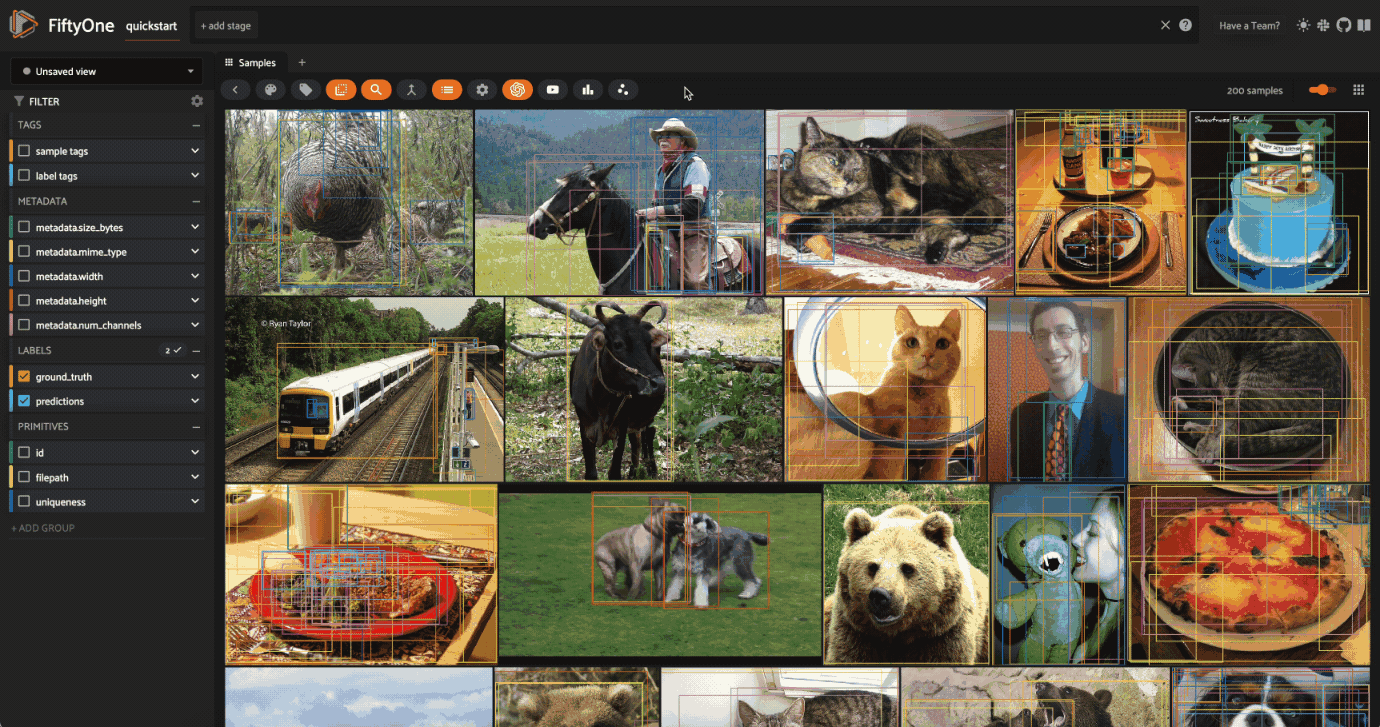 FiftyOne
quickstart
+ add stage
Have a Team?
Unsaved view
Samples
+
FILTER
200 samples
TAGS
sample tags
label tags
METADATA
metadata.size_bytes
metadata.mime_type
metadata.width
metadata.height
metadata.num_channels
LABELS
2
ground_truth
predictions
PRIMITIVES
id
filepath
uniqueness
+ ADD GROUP
© Ryan Taylor